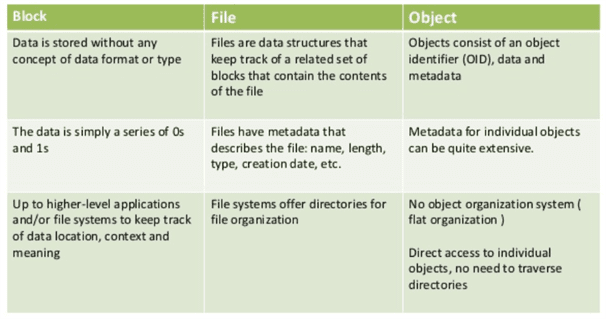 Block
File
Object
Data is stored without any
concept of data format or type
Files are data structures that
keep track of a related set of
blocks that contain the contents
of the file
Objects consist of an object
identifier (OID), data and
metadata
The data is simply a series of 0s
and 1s
Files have metadata that
describes the file: name, length,
type, creation date, etc.
Metadata for individual objects
can be quite extensive.
Up to higher-level applications
and/or file systems to keep track
of data location, context and
meaning
File systems offer directories for
file organization
No object organization system (
flat organization )
Direct access to individual
objects, no need to traverse
directories